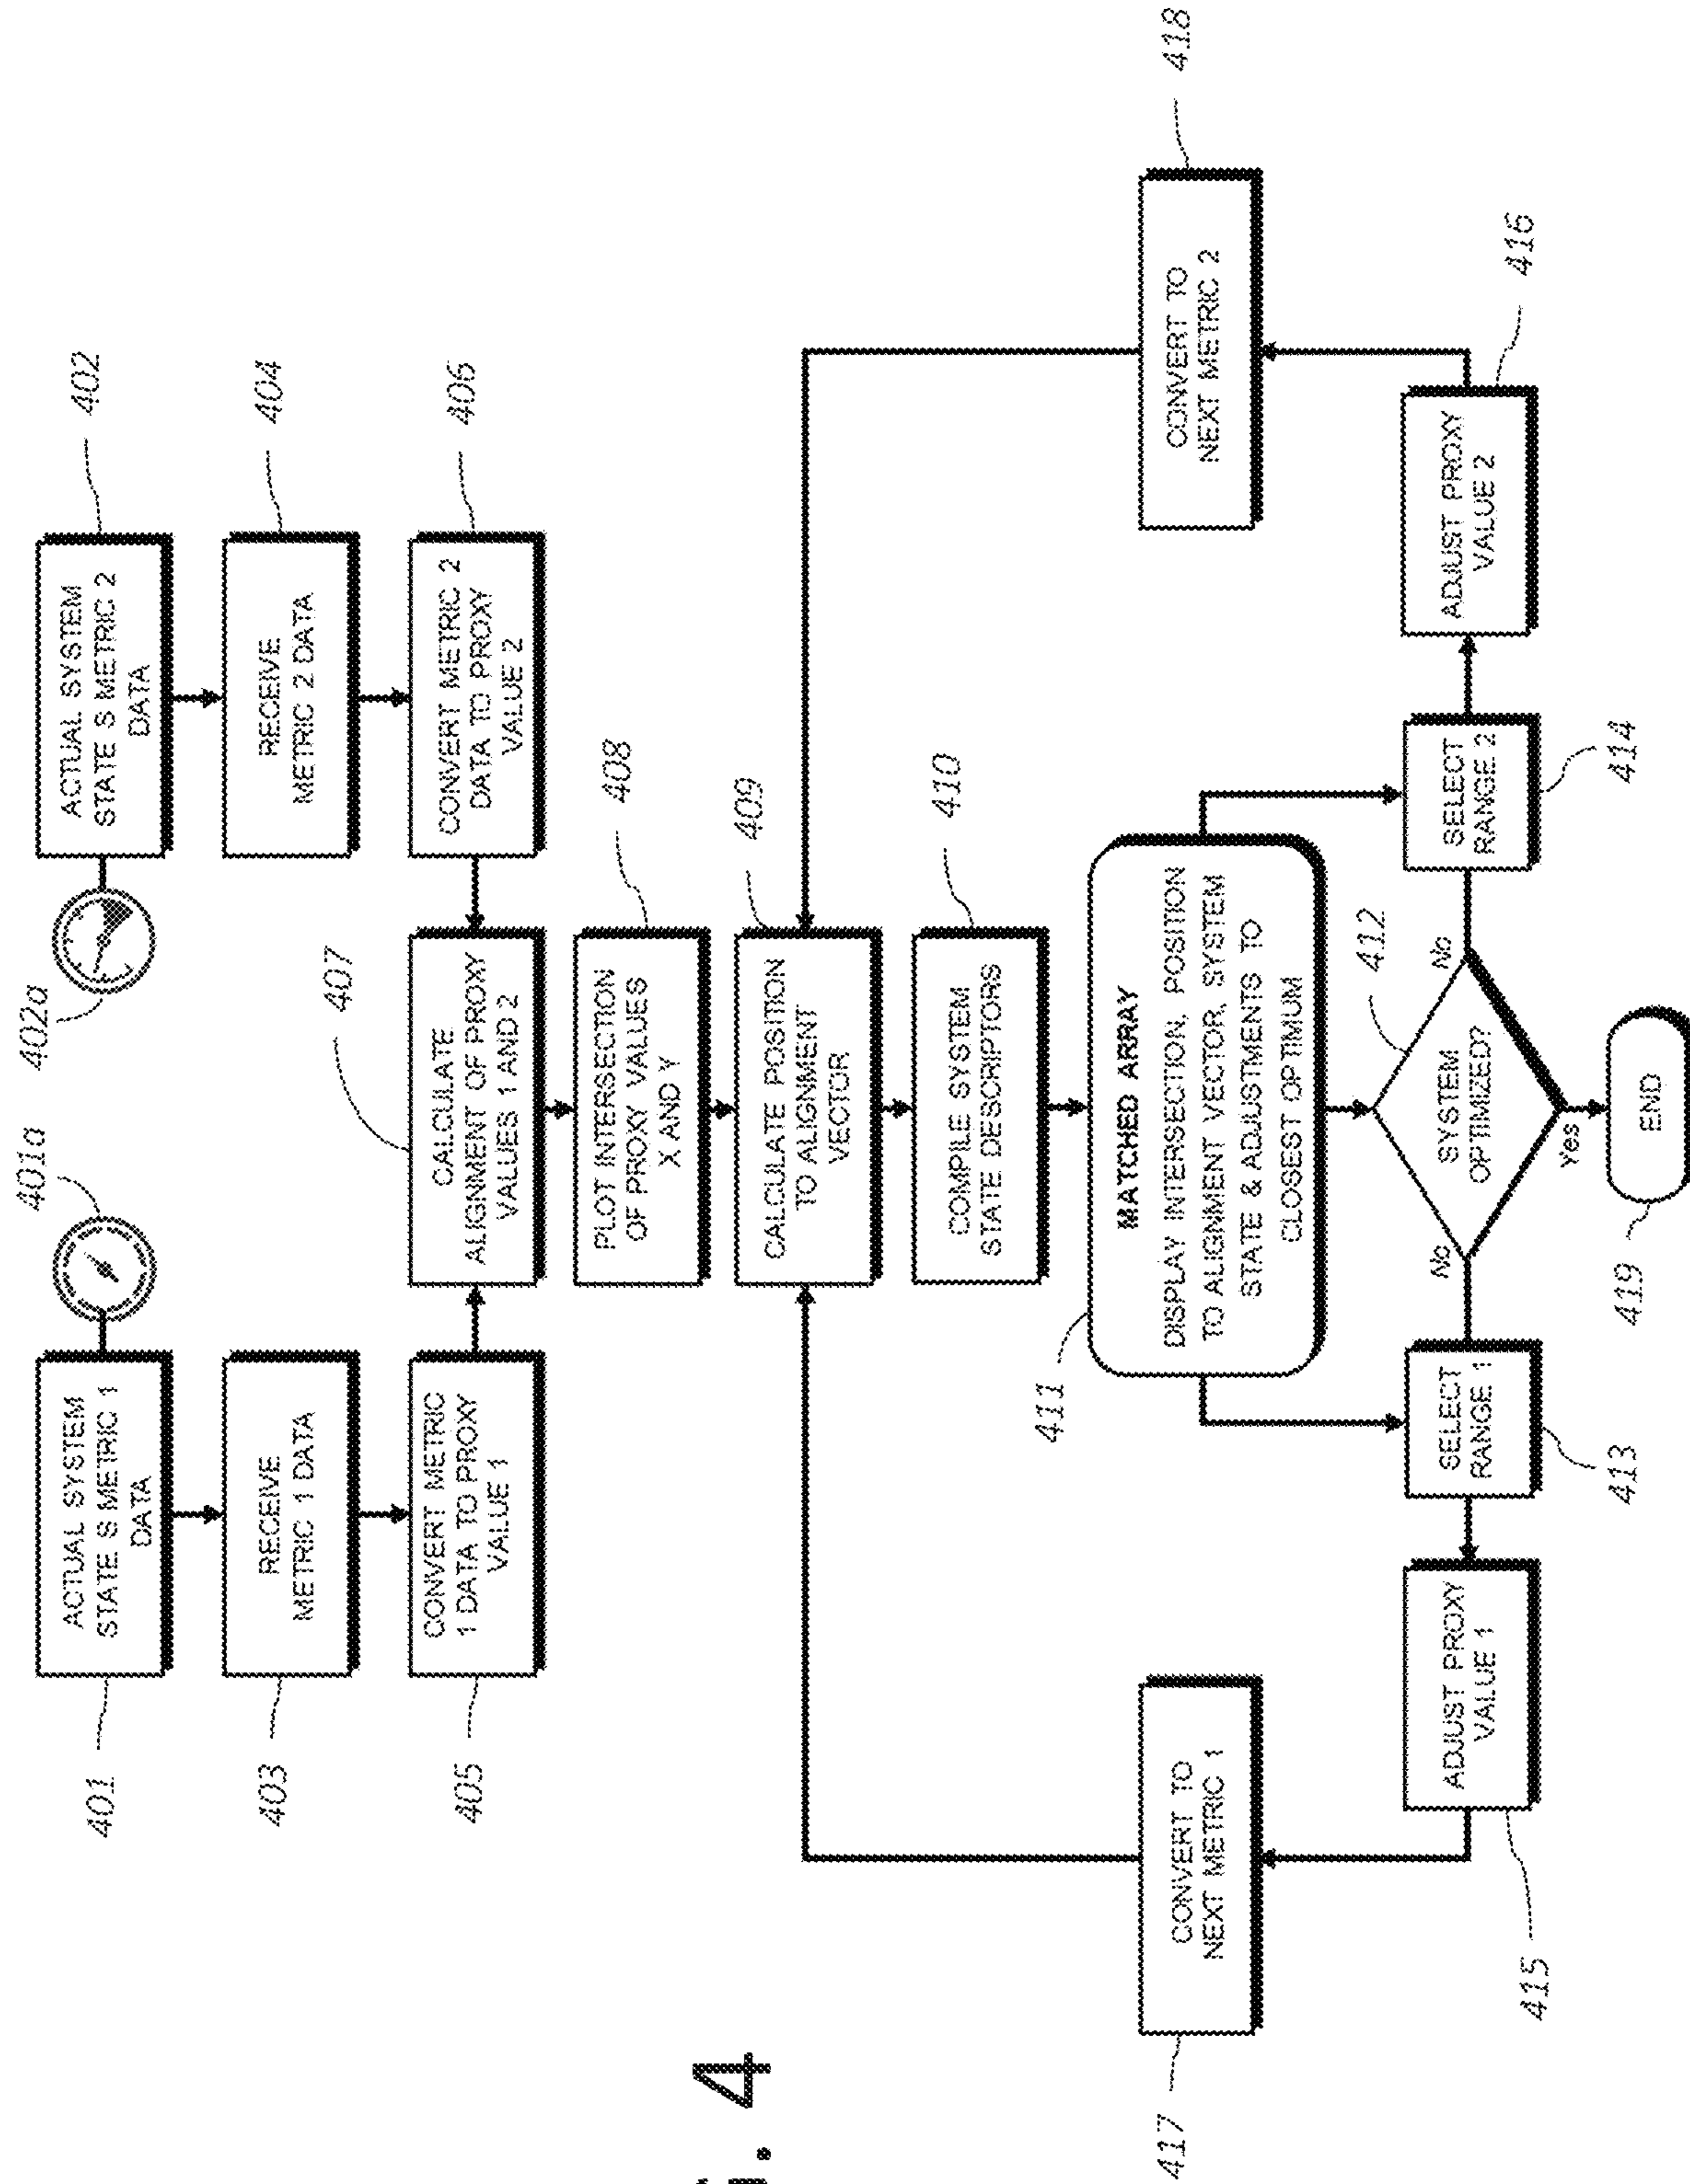 401
ACTUAL SYSTEM
STATE S METRIC 1
DATA
401a
402a
ACTUAL SYSTEM
STATE S METRIC 2
DATA
402
403
RECEIVE
METRIC 1 DATA
RECEIVE
METRIC 2 DATA
404
405
CONVERT METRIC
1 DATA TO PROXY
VALUE 1
407
CALCULATE
ALIGNMENT OF PROXY
VALUES 1 AND 2
CONVERT METRIC 2
DATA TO PROXY
VALUE 2
406
PLOT INTERSECTION
OF PROXY VALUES
X AND Y
408
CALCULATE POSITION
TO ALIGNMENT
VECTOR
409
COMPILE SYSTEM
STATE DESCRIPTORS
410
411
MATCHED ARRAY
DISPLAY INTERSECTION, POSITION
TO ALIGNMENT VECTOR, SYSTEM
STATE & ADJUSTMENTS TO
CLOSEST OPTIMUM
417
CONVERT TO
NEXT METRIC 1
CONVERT TO
NEXT METRIC 2
418
415
ADJUST PROXY
VALUE 1
413
SELECT
RANGE 1
No
SYSTEM
OPTIMIZED?
412
No
SELECT
RANGE 2
414
ADJUST PROXY
VALUE 2
416
Yes
419
END
4